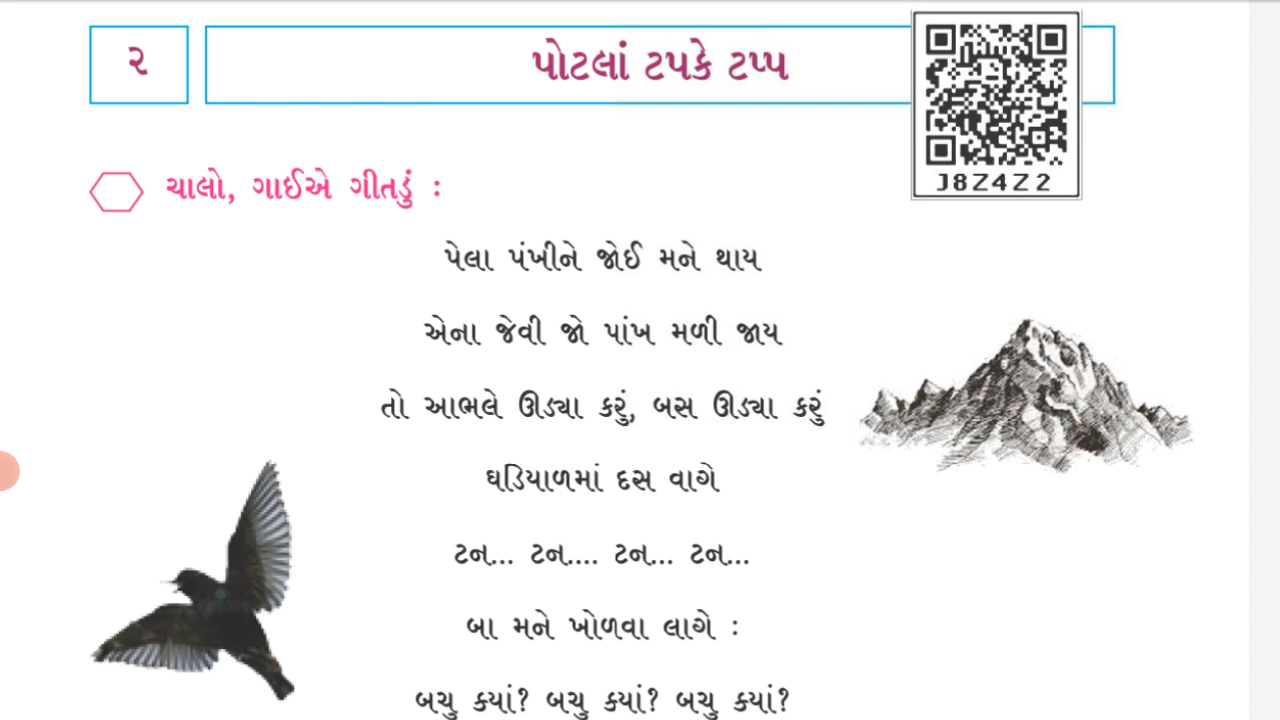 ૨
પોટલાં ટપકે ટપ્પ
J8Z4Z2
ચાલો, ગાઈએ ગીતડું :
પેલા પંખીને જોઈ મને થાય
એના જેવી જો પાંખ મળી જાય
તો આભલે ઊડ્યા કરું, બસ ઊડ્યા કરું
ઘડિયાળમાં દસ વાગે
ટન... ટન.... ટન... ટન...
બા મને ખોળવા લાગે :
બચુ ક્યાં? બચુ ક્યાં? બચુ ક્યાં?